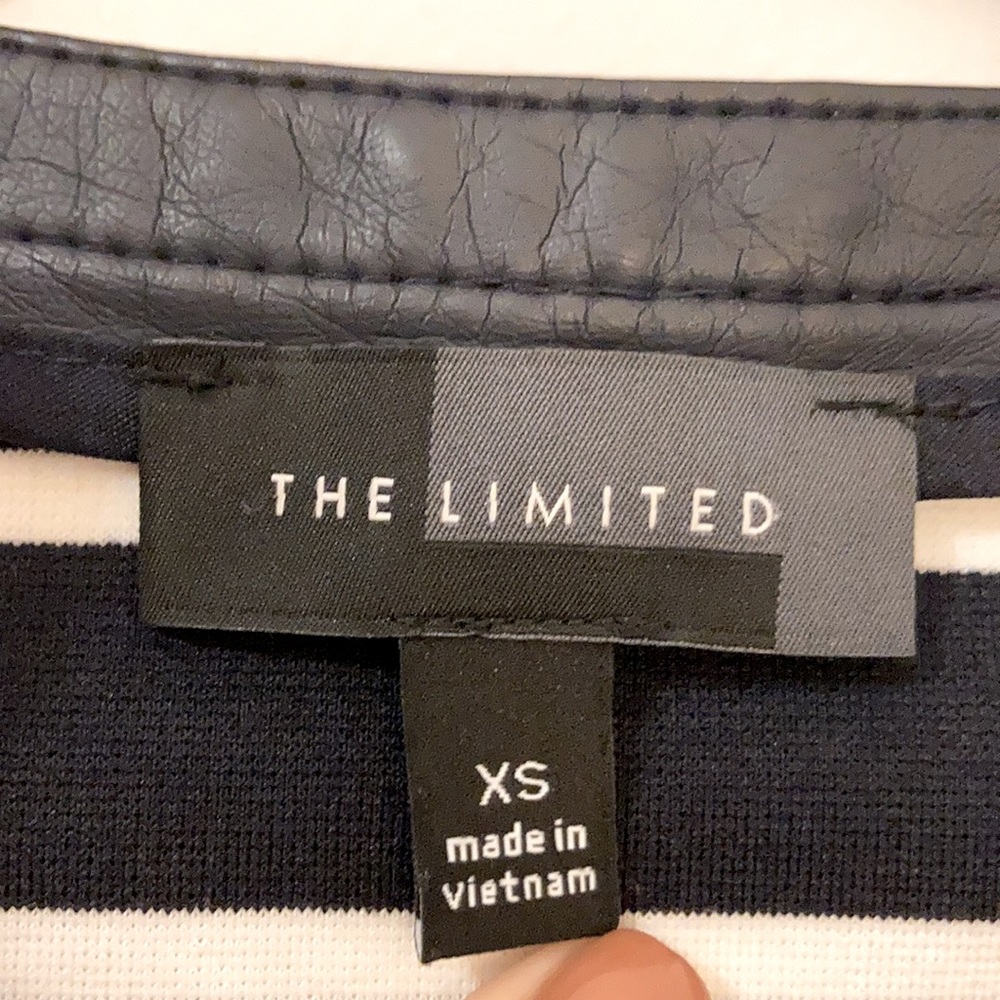 THE LIMITED
XS
made in
vietnam